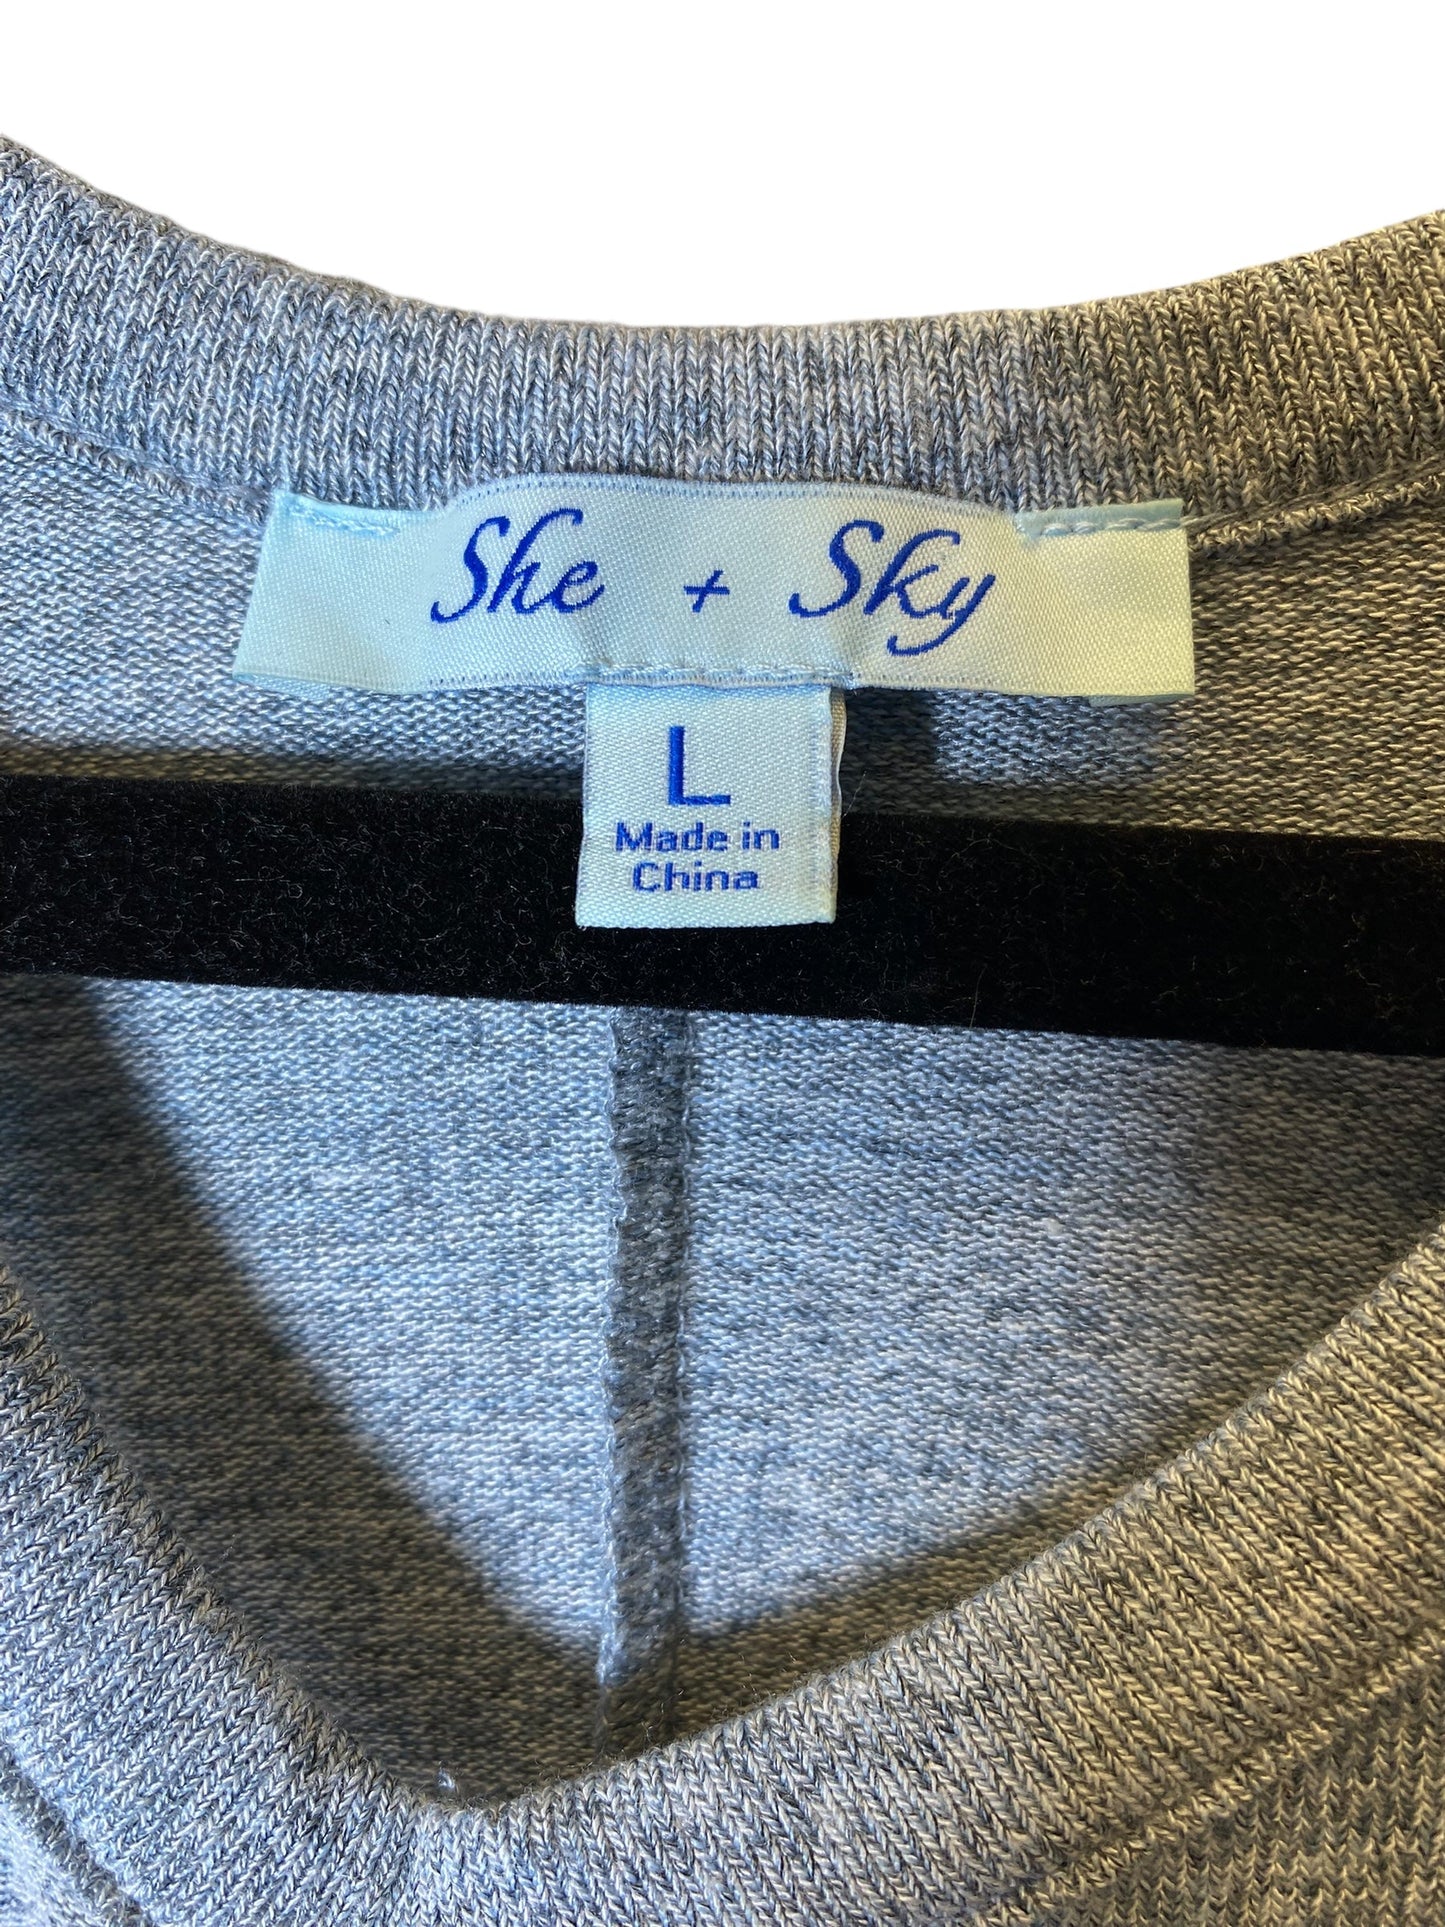 She + Sky
L
Made in
China